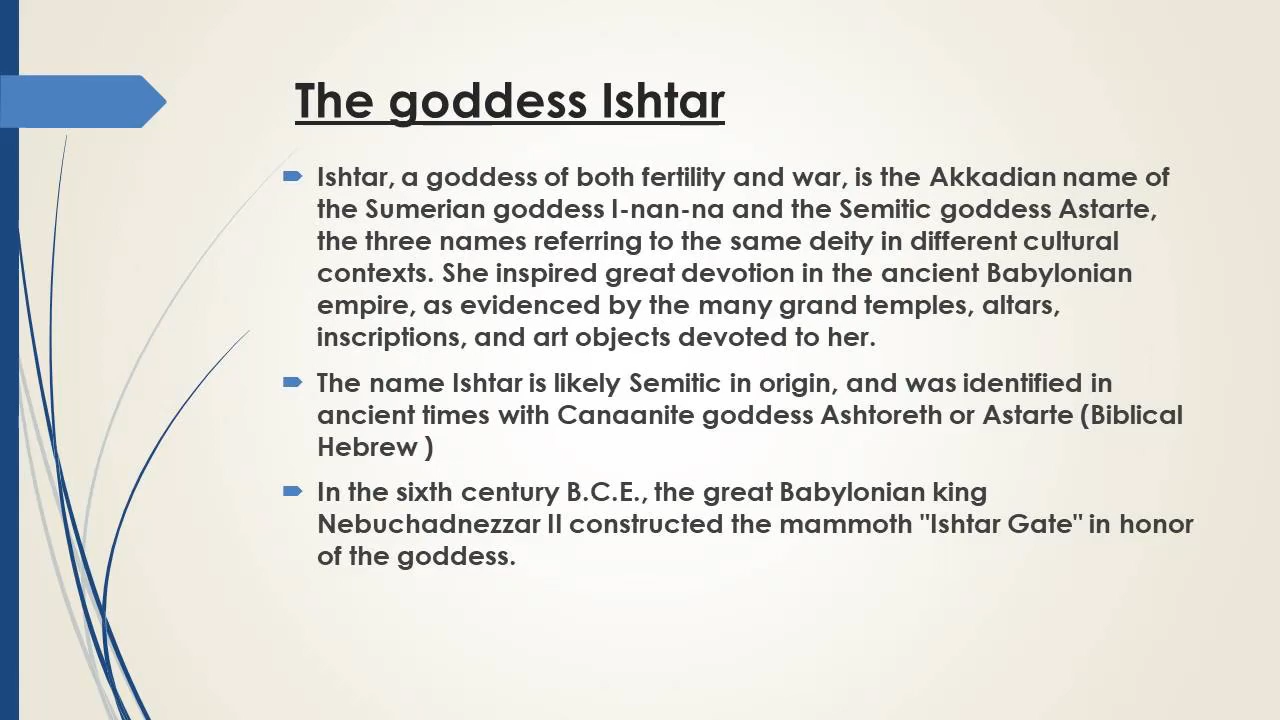 The goddess Ishtar
Ishtar, a goddess of both fertility and war, is the Akkadian name of
the Sumerian goddess I-nan-na and the Semitic goddess Astarte,
the three names referring to the same deity in different cultural
contexts. She inspired great devotion in the ancient Babylonian
empire, as evidenced by the many grand temples, altars,
inscriptions, and art objects devoted to her.
The name Ishtar is likely Semitic in origin, and was identified in
ancient times with Canaanite goddess Ashtoreth or Astarte (Biblical
Hebrew )
In the sixth century B.C.E., the great Babylonian king
Nebuchadnezzar II constructed the mammoth "Ishtar Gate" in honor
of the goddess.